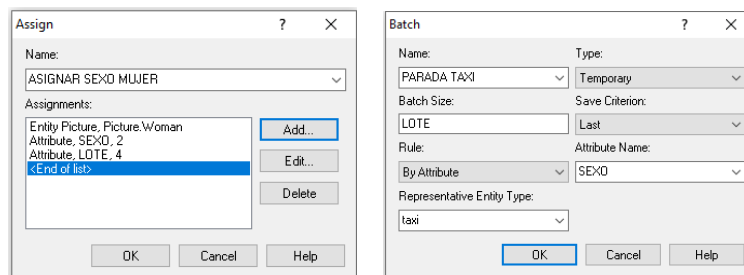 Assign ? ×
Name:
ASIGNAR SEXO MUJER
Assignments:
Entity Picture, Picture.Woman
Attribute, SEXO, 2
Attribute, LOTE, 4
<End of list>
Add...
Edit...
Delete
OK Cancel Help
Batch ? ×
Name: Type:
PARADA TAXI Temporary
Batch Size: Save Criterion:
LOTE Last
Rule: Attribute Name:
By Attribute SEXO
Representative Entity Type:
taxi
OK Cancel Help